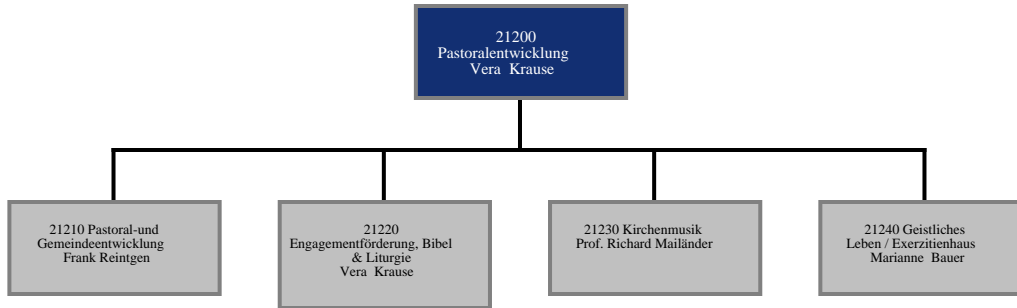 21200
Pastoralentwicklung
Vera Krause
21210 Pastoral-und
Gemeindeentwicklung
Frank Reintgen
21220
Engagementförderung, Bibel
& Liturgie
Vera Krause
21230 Kirchenmusik
Prof. Richard Mailänder
21240 Geistliches
Leben / Exerzitienhaus
Marianne Bauer